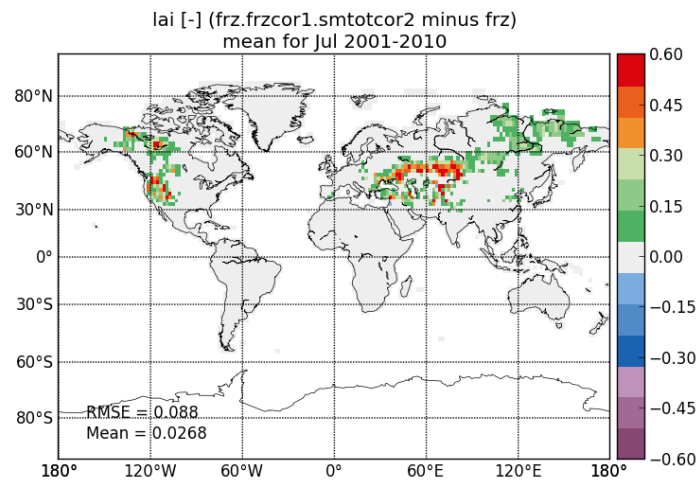 lai [-] (frz.frzcor1.smtotcor2 minus frz)
mean for Jul 2001-2010
80°N
60°N
30°N
0°
30°S
60°S
80°S
RMSE = 0.088
Mean = 0.0268
180° 120°W 60°W 0° 60°E 120°E 180°
0.60
0.45
0.30
0.15
0.00
−0.15
−0.30
−0.45
−0.60